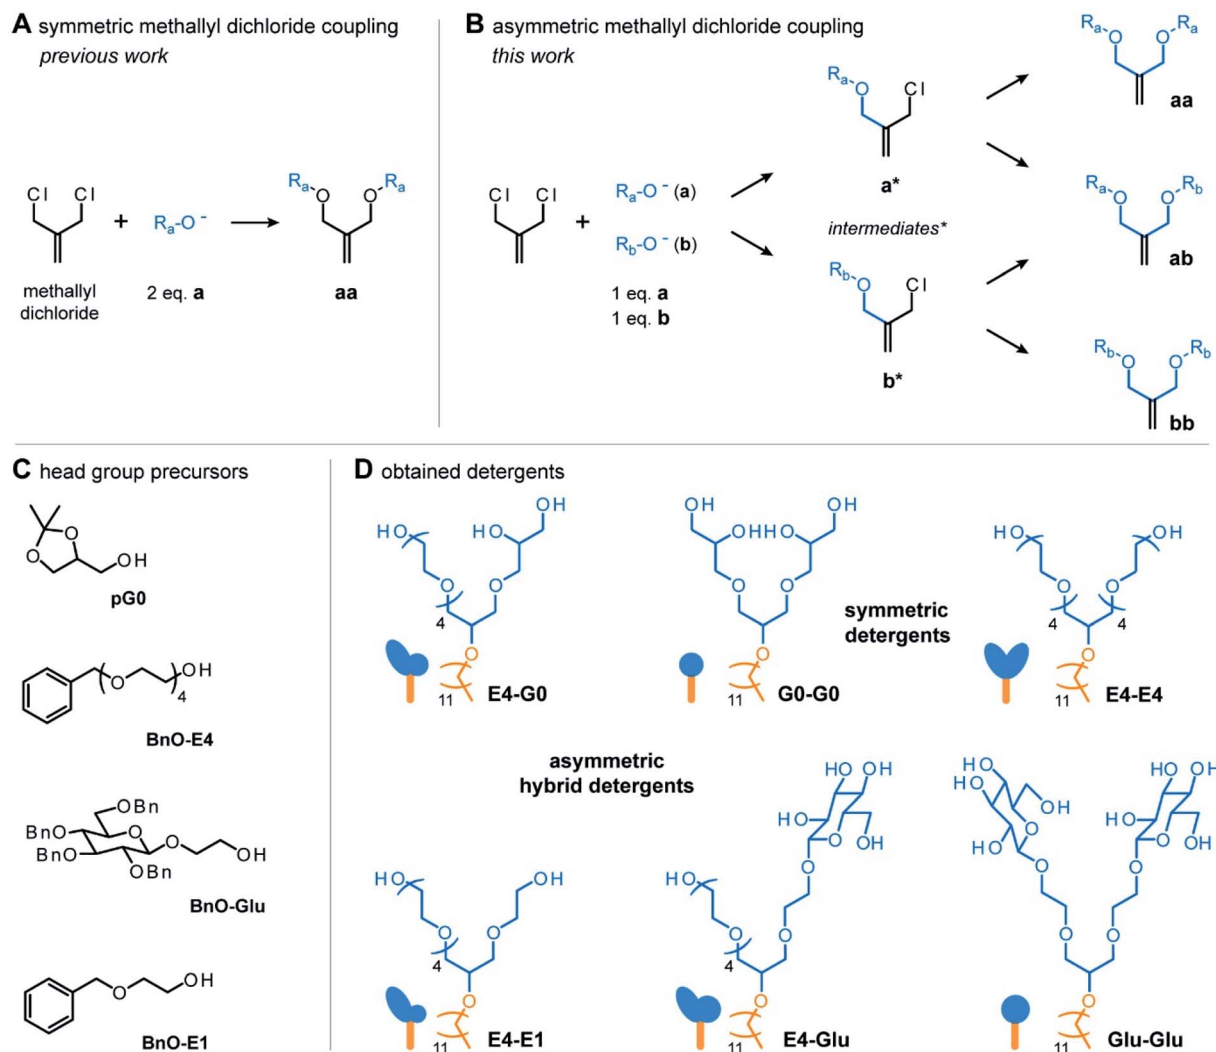 A symmetric methallyl dichloride coupling
previous work
Cl Cl
methallyl
dichloride
+
Ra-O⁻
2 eq. a
Ra O O Ra
aa
B asymmetric methallyl dichloride coupling
this work
Cl Cl
+
Ra-O⁻ (a)
Rb-O⁻ (b)
1 eq. a
1 eq. b
Ra O Cl
a*
intermediates*
Rb O Cl
b*
Ra O O Ra
aa
Ra O O Rb
ab
Rb O O Rb
bb
C head group precursors
O O OH
pG0
O OH
4
BnO-E4
OBn
BnO O O OH
BnO
OBn
BnO-Glu
O OH
BnO-E1
D obtained detergents
OH
HO HO
O O
4
O
11
E4-G0
OH OH
OH HO
O O
O
11
G0-G0
symmetric
detergents
HO OH
O O
4 4
O
11
E4-E4
asymmetric
hybrid detergents
HO OH
O O
4
O
11
E4-E1
HO OH
HO O
OH
O
HO
O O
4
O
11
E4-Glu
HO HO OH
HO
OH HO O
O OH
HO OH
O O
O O
O
11
Glu-Glu